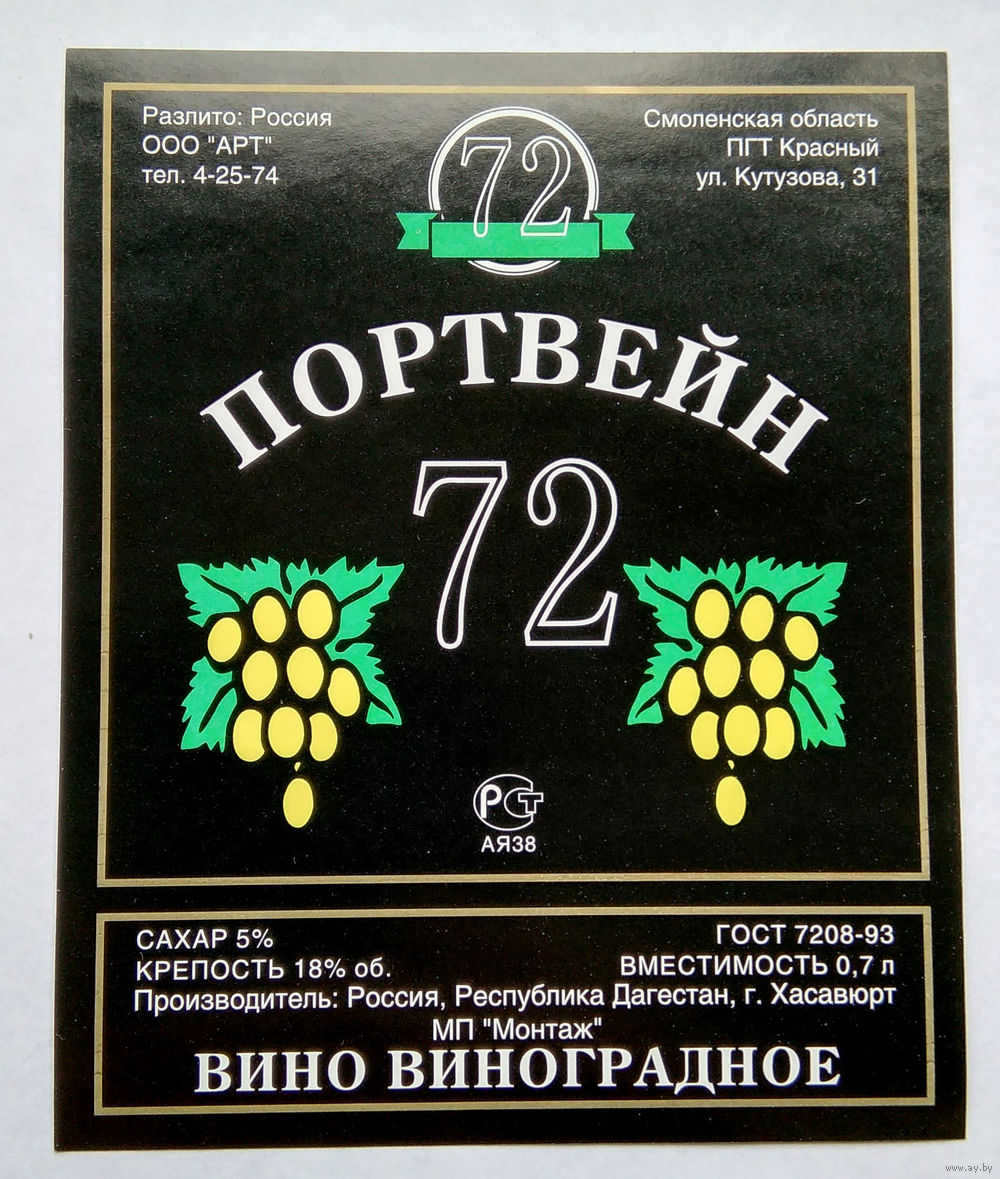 Разлито: Россия
ООО "АРТ"
тел. 4-25-74
72
Смоленская область
ПГТ Красный
ул. Кутузова, 31
ПОРТВЕЙН
72
РСТ
АЯ38
САХАР 5%
КРЕПОСТЬ 18% об.
ГОСТ 7208-93
ВМЕСТИМОСТЬ 0,7 л
Производитель: Россия, Республика Дагестан, г. Хасавюрт
МП "Монтаж"
ВИНО ВИНОГРАДНОЕ
www.ay.by